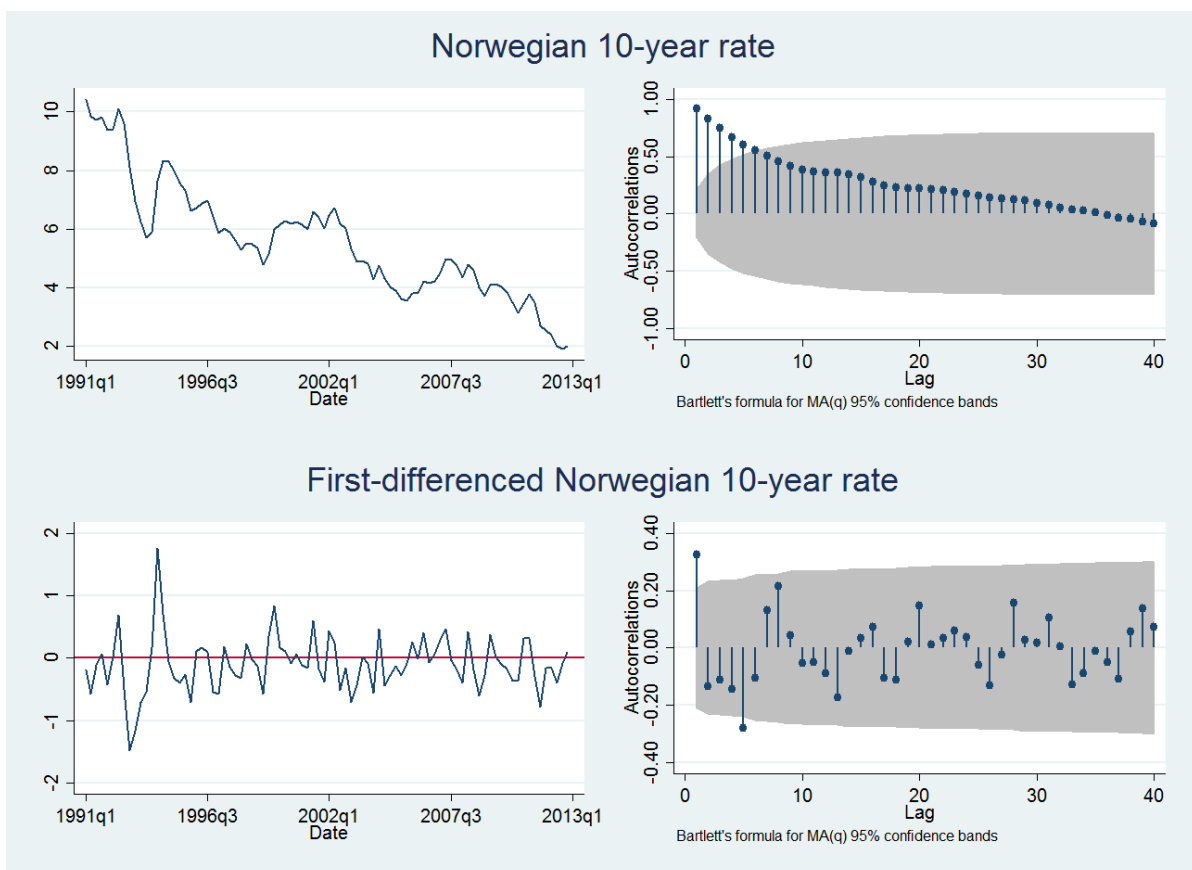 Norwegian 10-year rate
10
8
6
4
2
1991q1
1996q3
2002q1
2007q3
2013q1
Date
Autocorrelations
1.00
0.50
0.00
-0.50
-1.00
0
10
20
30
40
Lag
Bartlett's formula for MA(q) 95% confidence bands
First-differenced Norwegian 10-year rate
2
1
0
-1
-2
1991q1
1996q3
2002q1
2007q3
2013q1
Date
Autocorrelations
0.40
0.20
0.00
-0.20
-0.40
0
10
20
30
40
Lag
Bartlett's formula for MA(q) 95% confidence bands